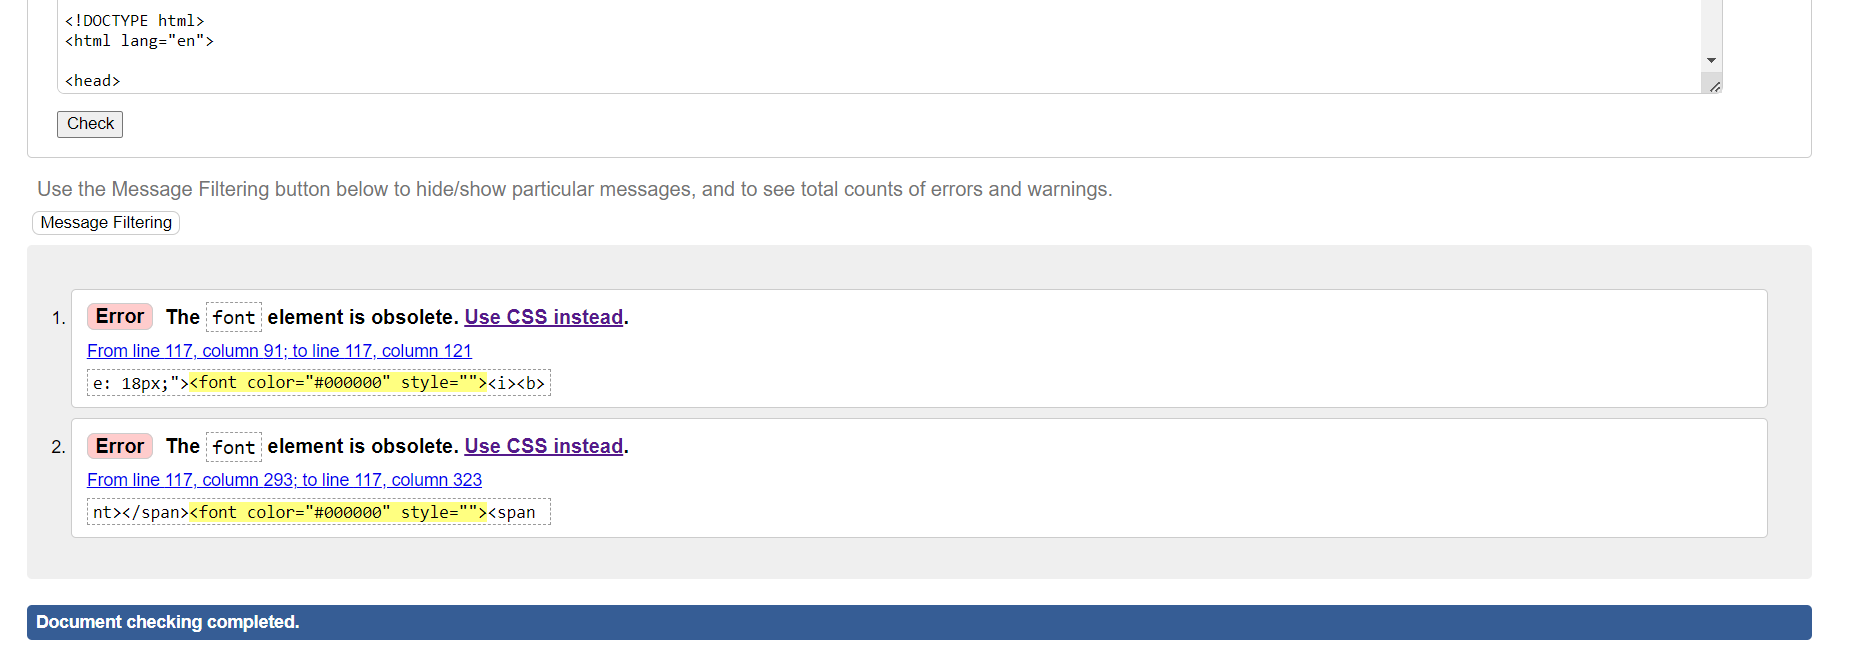 <!DOCTYPE html>
<html lang="en">
<head>
Check
Use the Message Filtering button below to hide/show particular messages, and to see total counts of errors and warnings.
Message Filtering
1. Error The font element is obsolete. Use CSS instead.
From line 117, column 91; to line 117, column 121
e: 18px;"><font color="#000000" style=""><i><b>
2. Error The font element is obsolete. Use CSS instead.
From line 117, column 293; to line 117, column 323
nt></span><font color="#000000" style=""><span
Document checking completed.